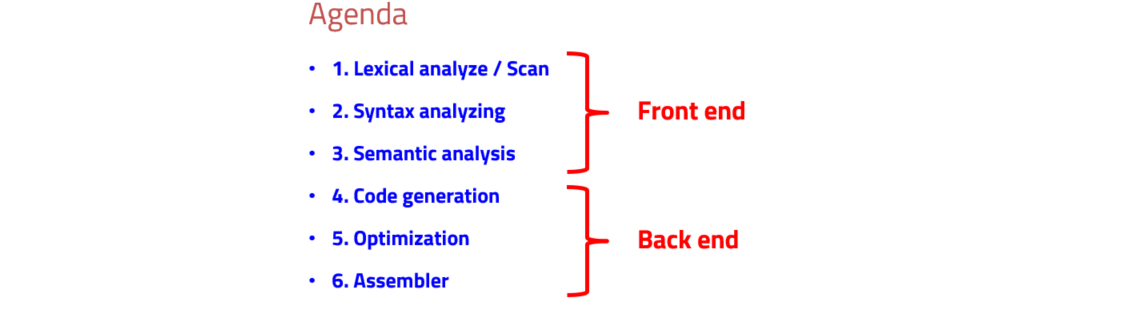 Agenda
• 1. Lexical analyze / Scan
• 2. Syntax analyzing
• 3. Semantic analysis
Front end
• 4. Code generation
• 5. Optimization
• 6. Assembler
Back end